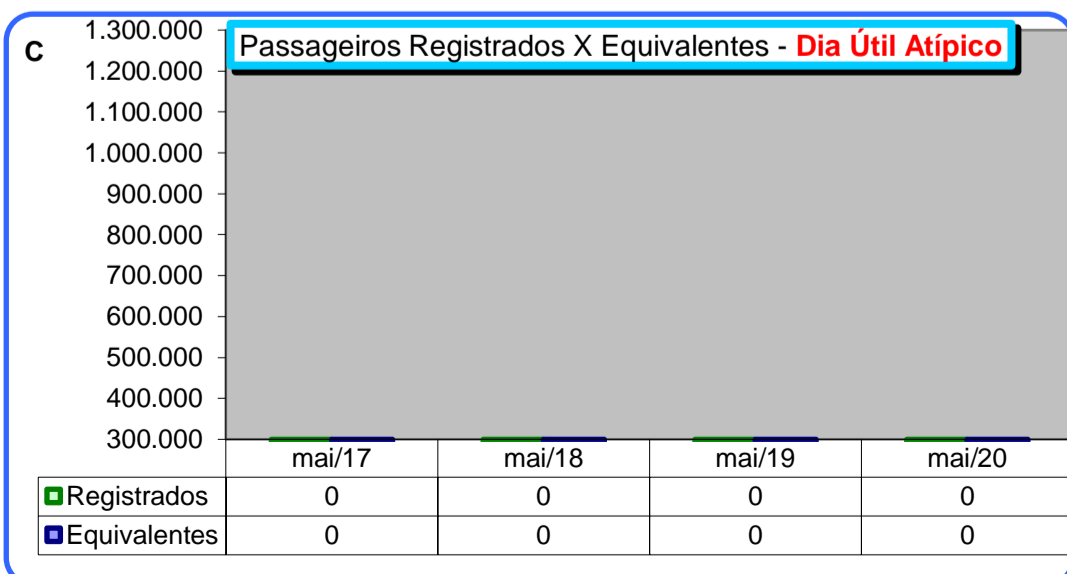 C
Passageiros Registrados X Equivalentes - Dia Útil Atípico
1.300.000
1.200.000
1.100.000
1.000.000
900.000
800.000
700.000
600.000
500.000
400.000
300.000
mai/17 mai/18 mai/19 mai/20
Registrados 0 0 0 0
Equivalentes 0 0 0 0